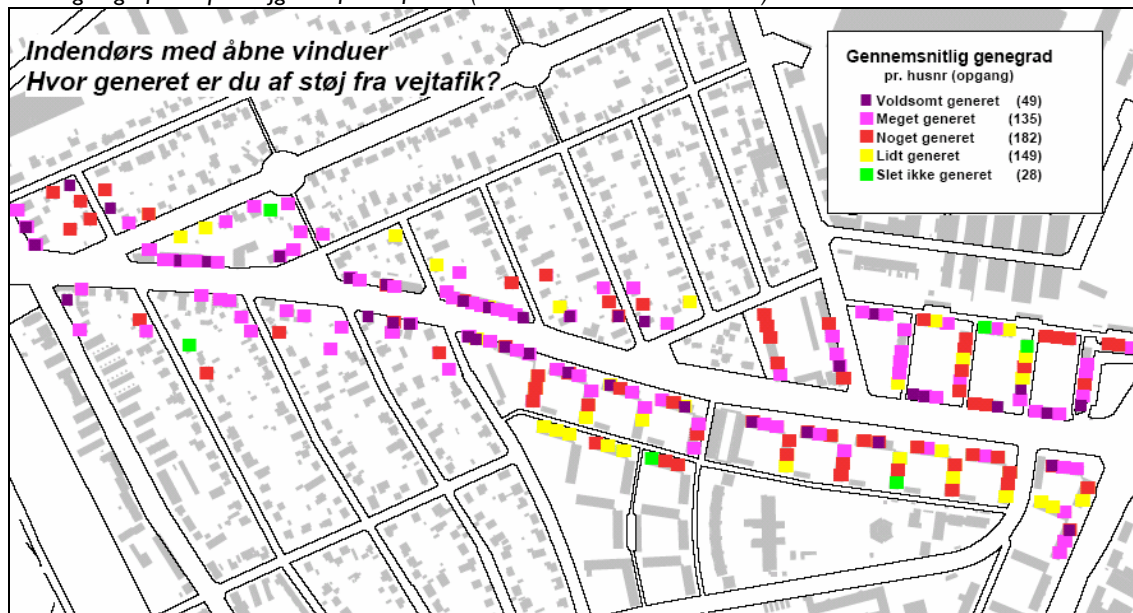 Indendørs med åbne vinduer
Hvor generet er du af støj fra vejtafik?
Gennemsnitlig genegrad
pr. husnr (opgang)
Voldsomt generet (49)
Meget generet (135)
Noget generet (182)
Lidt generet (149)
Slet ikke generet (28)